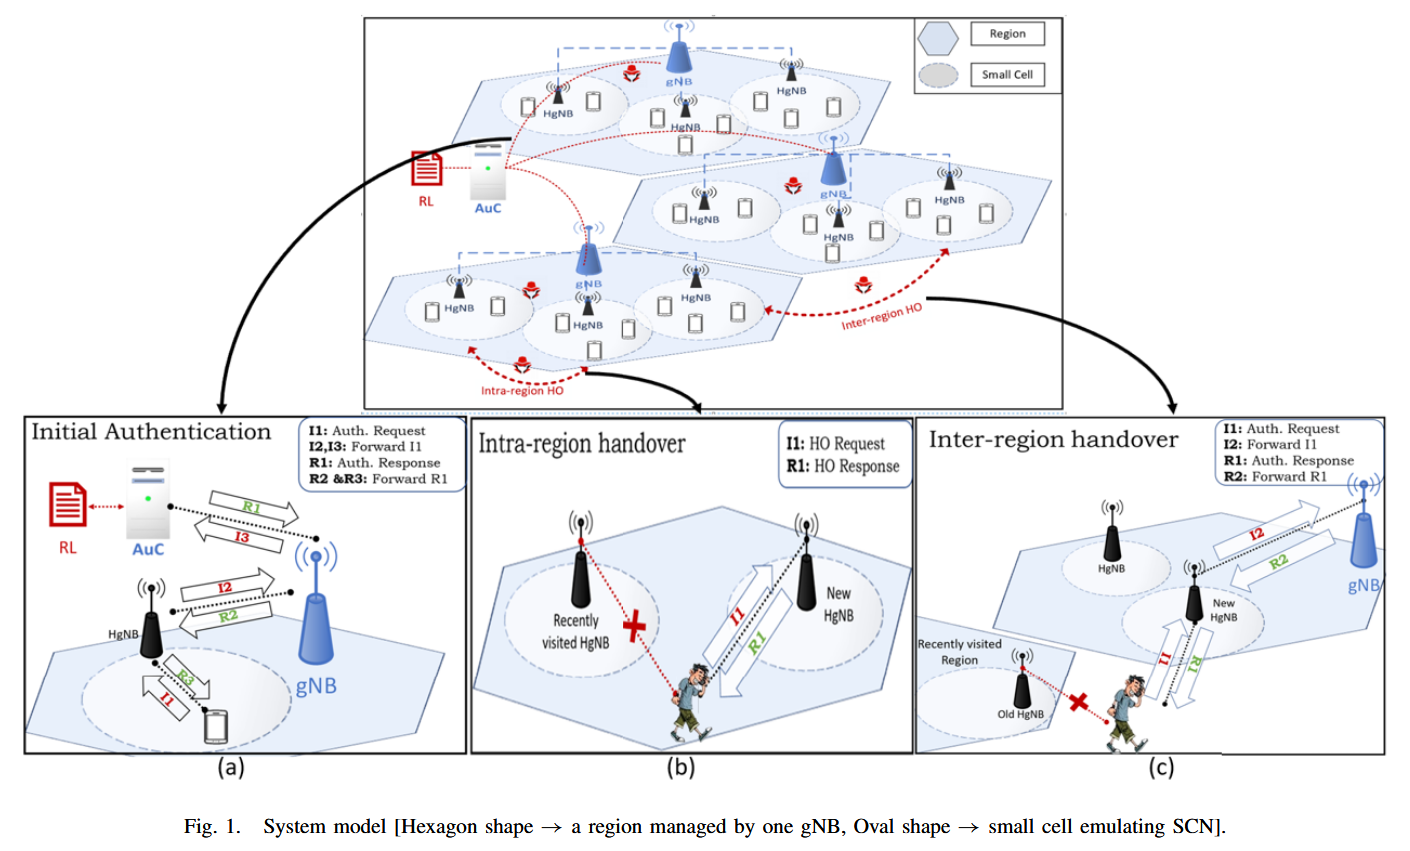 Region
Small Cell
gNB
HgNB
HgNB
HgNB
RL
AuC
gNB
HgNB
HgNB
HgNB
gNB
HgNB
HgNB
HgNB
Inter-region HO
Intra-region HO
Initial Authentication
I1: Auth. Request
I2,I3: Forward I1
R1: Auth. Response
R2 &R3: Forward R1
RL
AuC
R1
I3
I2
R2
HgNB
R3
I1
gNB
(a)
Intra-region handover
I1: HO Request
R1: HO Response
Recently
visited HgNB
New
HgNB
I1
R1
(b)
Inter-region handover
I1: Auth. Request
I2: Forward I1
R1: Auth. Response
R2: Forward R1
HgNB
I2
R2
gNB
New
HgNB
Recently visited
Region
Old HgNB
I1
R1
(c)
Fig. 1. System model [Hexagon shape → a region managed by one gNB, Oval shape → small cell emulating SCN].